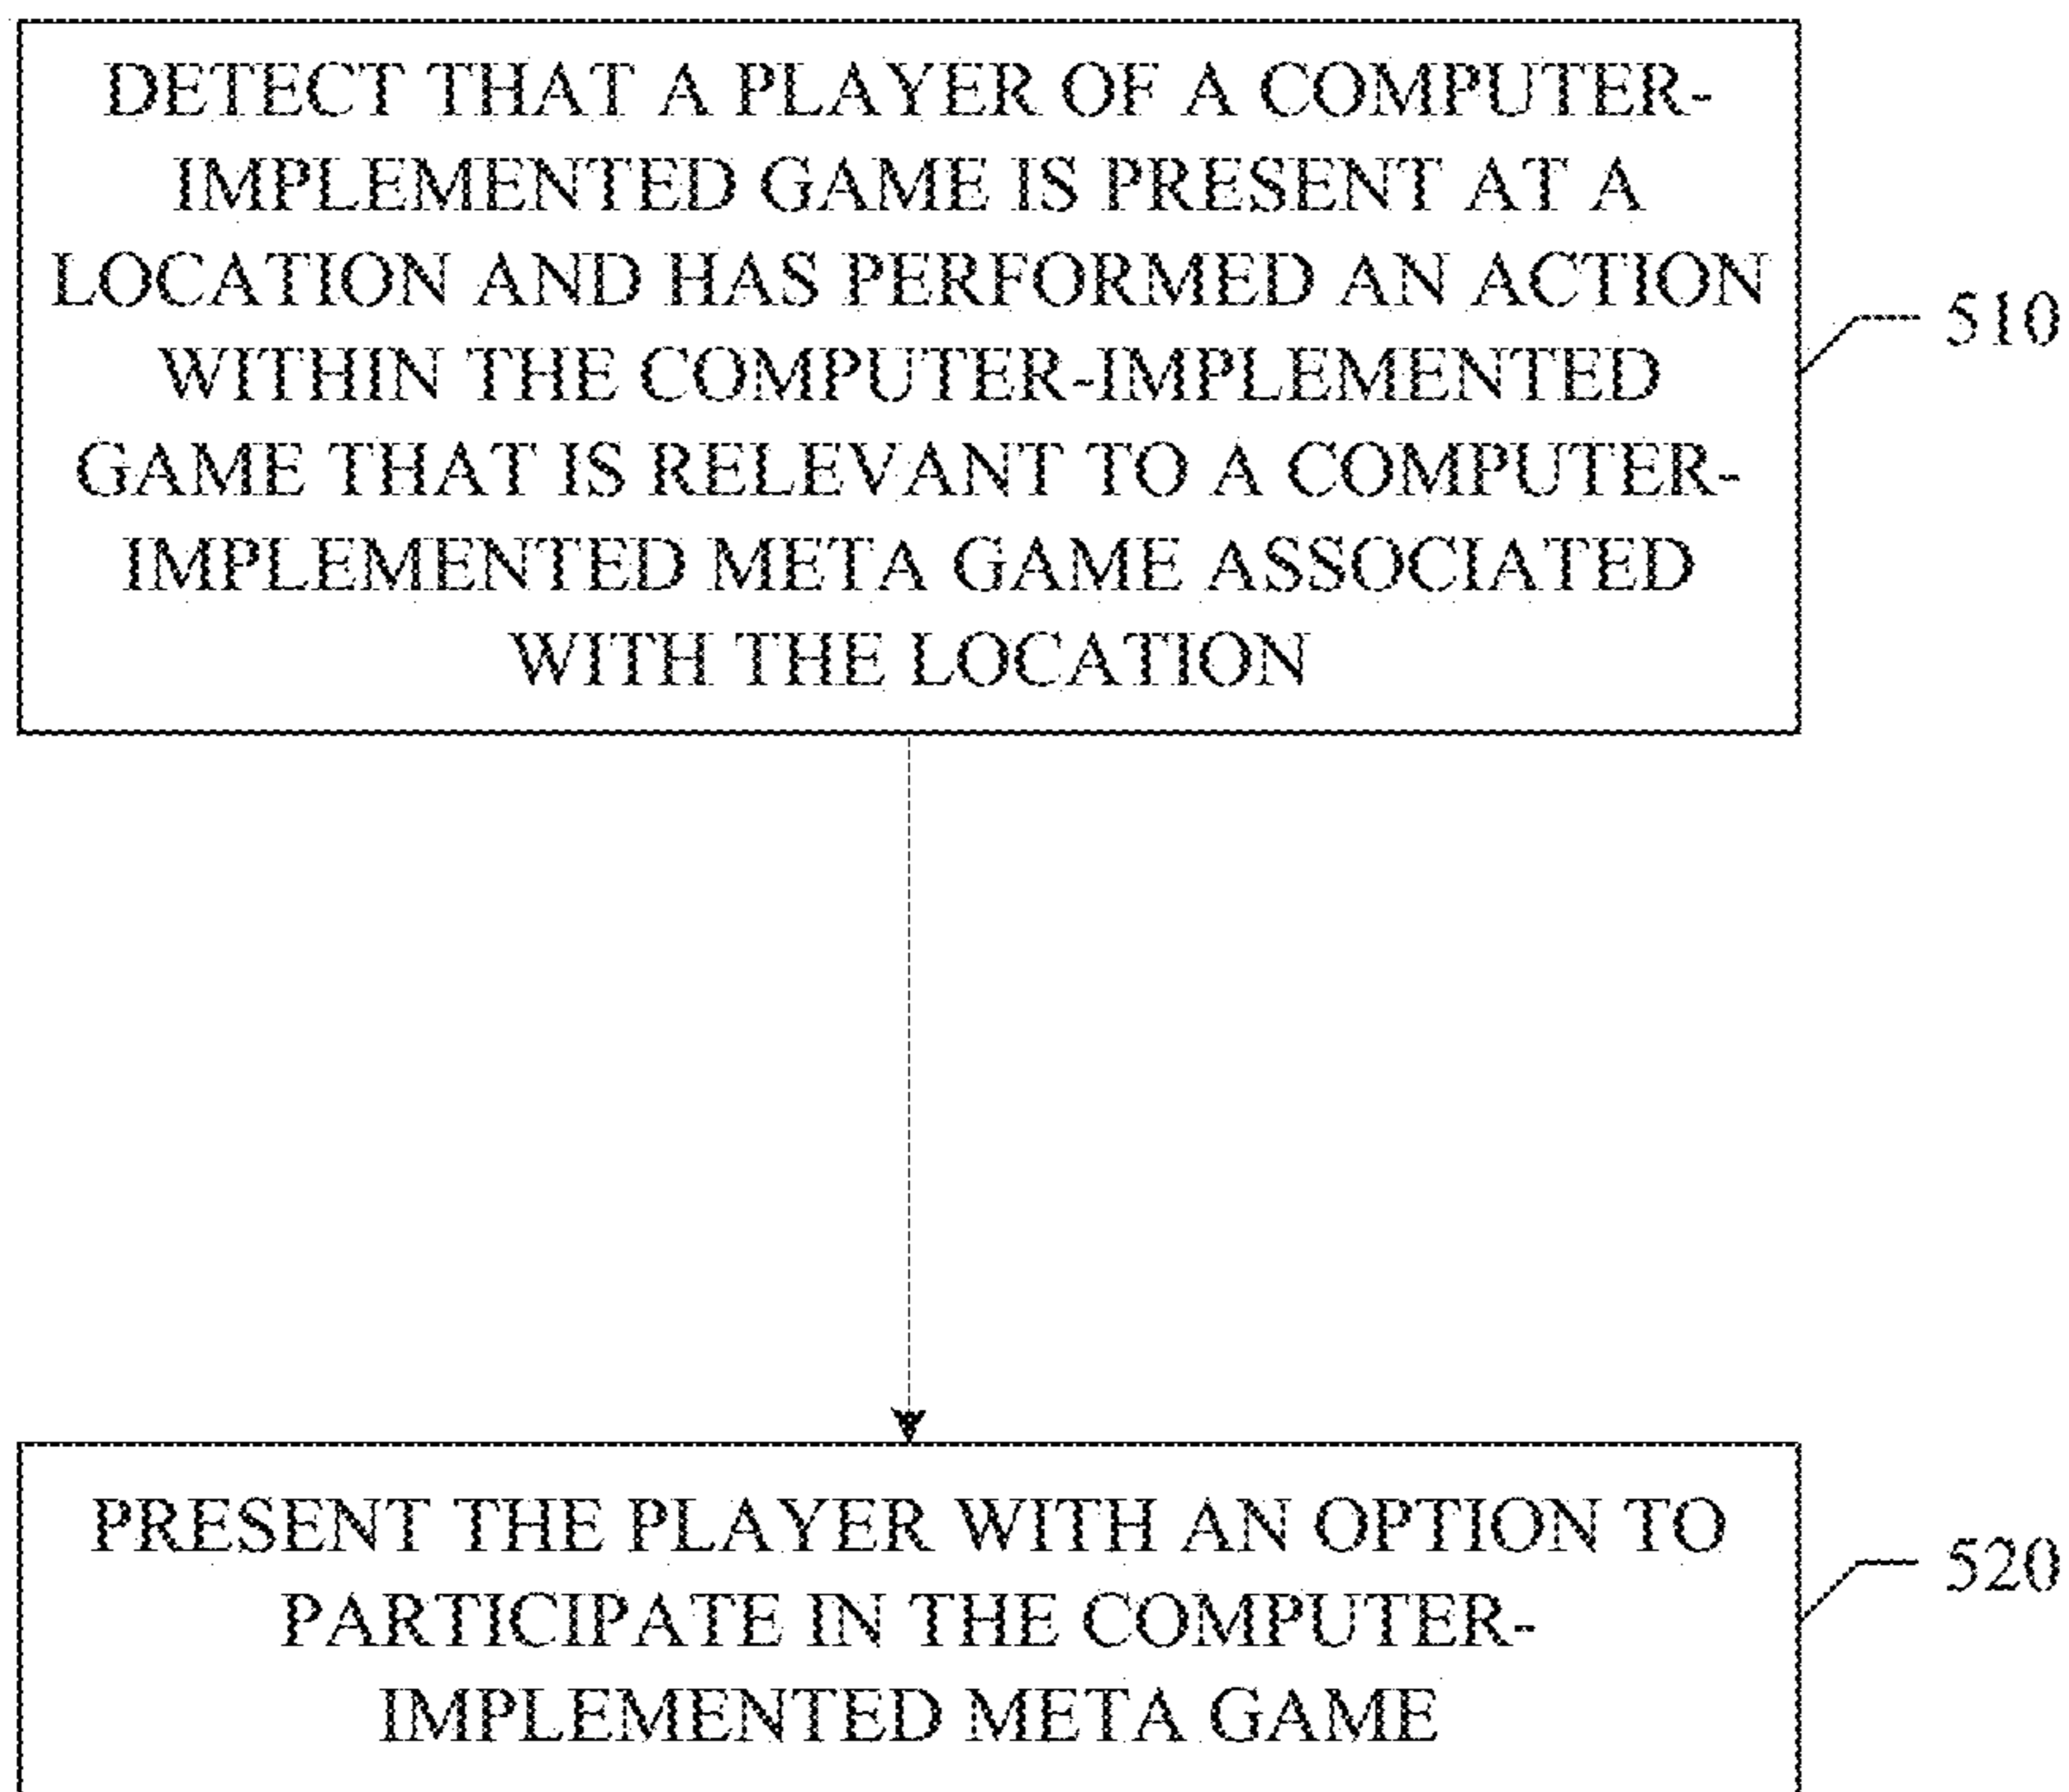 DETECT THAT A PLAYER OF A COMPUTER-
IMPLEMENTED GAME IS PRESENT AT A
LOCATION AND HAS PERFORMED AN ACTION
WITHIN THE COMPUTER-IMPLEMENTED
GAME THAT IS RELEVANT TO A COMPUTER-
IMPLEMENTED META GAME ASSOCIATED
WITH THE LOCATION
510
PRESENT THE PLAYER WITH AN OPTION TO
PARTICIPATE IN THE COMPUTER-
IMPLEMENTED META GAME
520